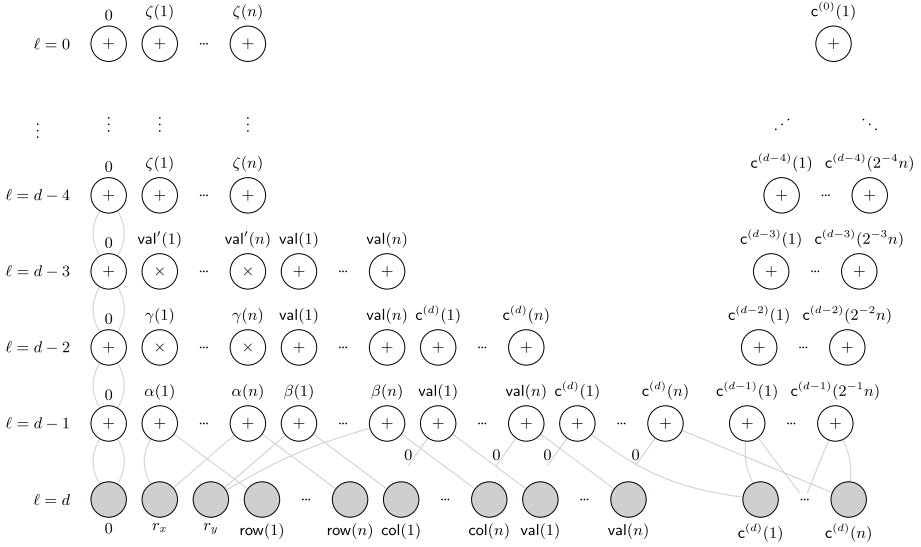 0 ζ(1) ζ(n) c^{(0)}(1)
ℓ = 0 + + ··· + +
⋮ ⋮ ⋮ ⋮ ⋰ ⋱
0 ζ(1) ζ(n) c^{(d−4)}(1) c^{(d−4)}(2^{−4}n)
ℓ = d − 4 + + ··· + + ··· +
0 val′(1) val′(n) val(1) val(n) c^{(d−3)}(1) c^{(d−3)}(2^{−3}n)
ℓ = d − 3 + × ··· × + ··· + + ··· +
0 γ(1) γ(n) val(1) val(n) c^{(d)}(1) c^{(d)}(n) c^{(d−2)}(1) c^{(d−2)}(2^{−2}n)
ℓ = d − 2 + × ··· × + ··· + + ··· + + ··· +
0 α(1) α(n) β(1) β(n) val(1) val(n) c^{(d)}(1) c^{(d)}(n) c^{(d−1)}(1) c^{(d−1)}(2^{−1}n)
ℓ = d − 1 + + ··· + + ··· + + ··· + + ··· + + ··· +
0 0 0 0
ℓ = d ··· ··· ··· ···
0 r_x r_y row(1) row(n) col(1) col(n) val(1) val(n) c^{(d)}(1) c^{(d)}(n)